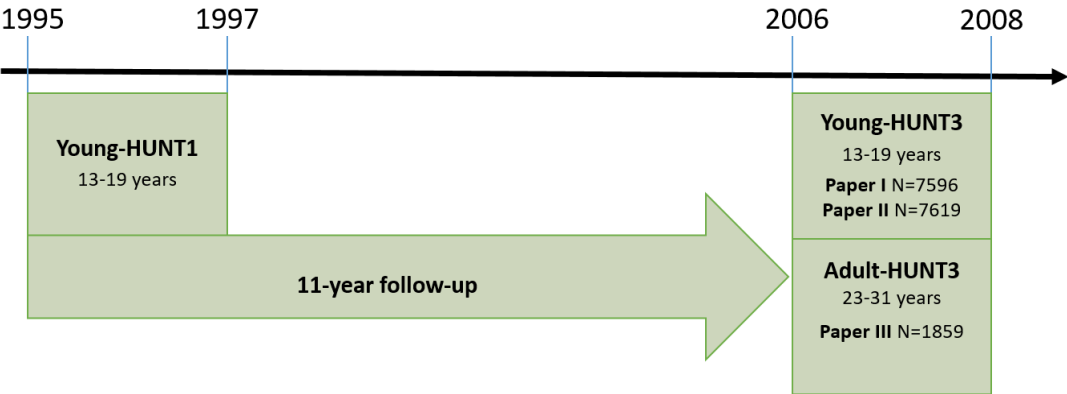 1995 1997 2006 2008
Young-HUNT1
13-19 years
Young-HUNT3
13-19 years
Paper I N=7596
Paper II N=7619
11-year follow-up
Adult-HUNT3
23-31 years
Paper III N=1859